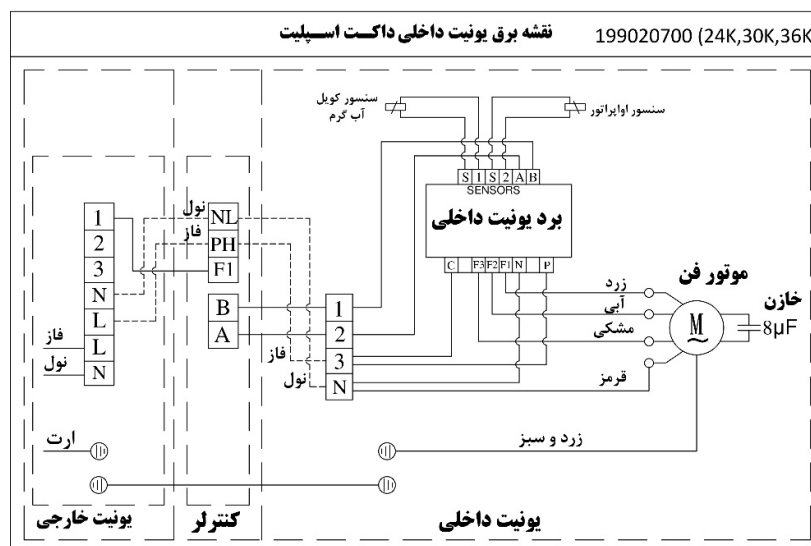 نقشه برق یونیت داخلی داکت اسپلیت
199020700 (24K,30K,36K
سنسور کویل
آب گرم
سنسور اواپراتور
S 1 S 2 A B
SENSORS
برد یونیت داخلی
C F3 F2 F1 N P
1
2
3
N
L
L
N
فاز
نول
نول
فاز
NL
PH
F1
B
A
1
2
3
N
فاز
نول
زرد
آبی
مشکی
قرمز
موتور فن
M
~
خازن
8µF
ارت
زرد و سبز
یونیت خارجی
کنترلر
یونیت داخلی